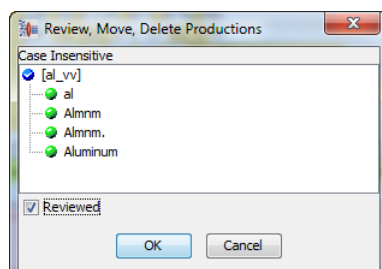 Review, Move, Delete Productions
Case Insensitive
[al_vv]
al
Almnm
Almnm.
Aluminum
Reviewed
OK Cancel